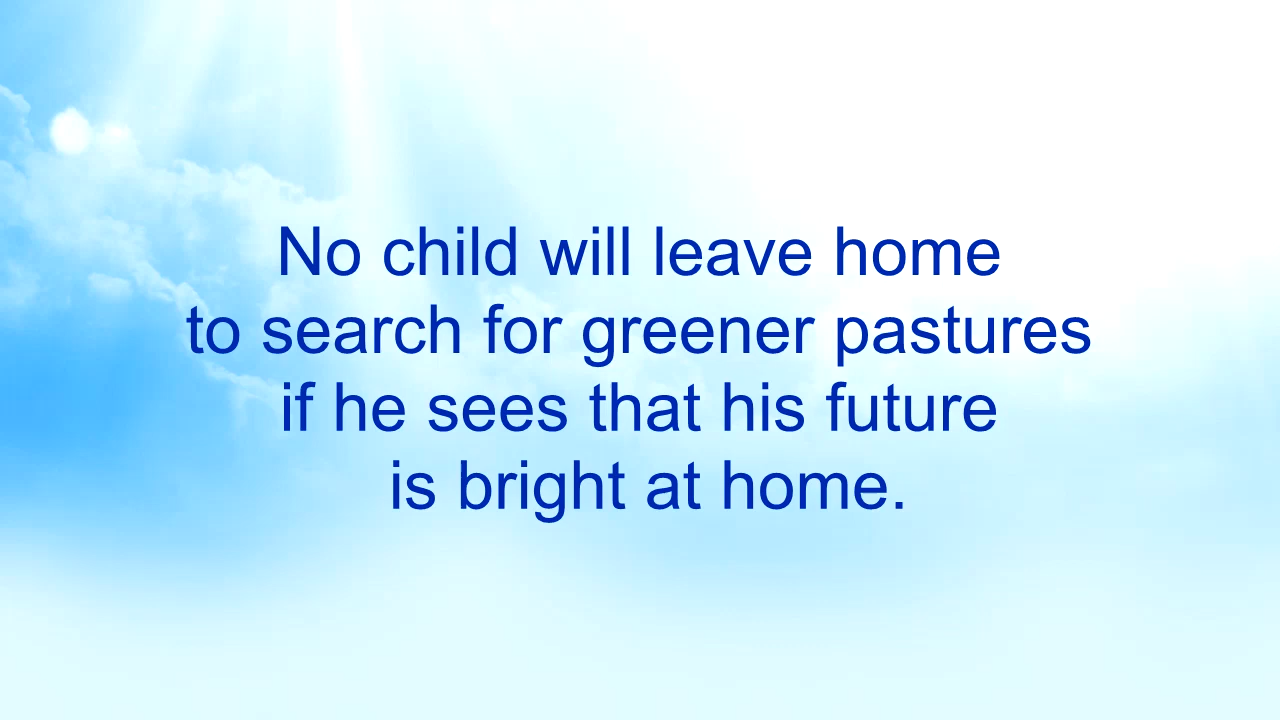 No child will leave home
to search for greener pastures
if he sees that his future
is bright at home.